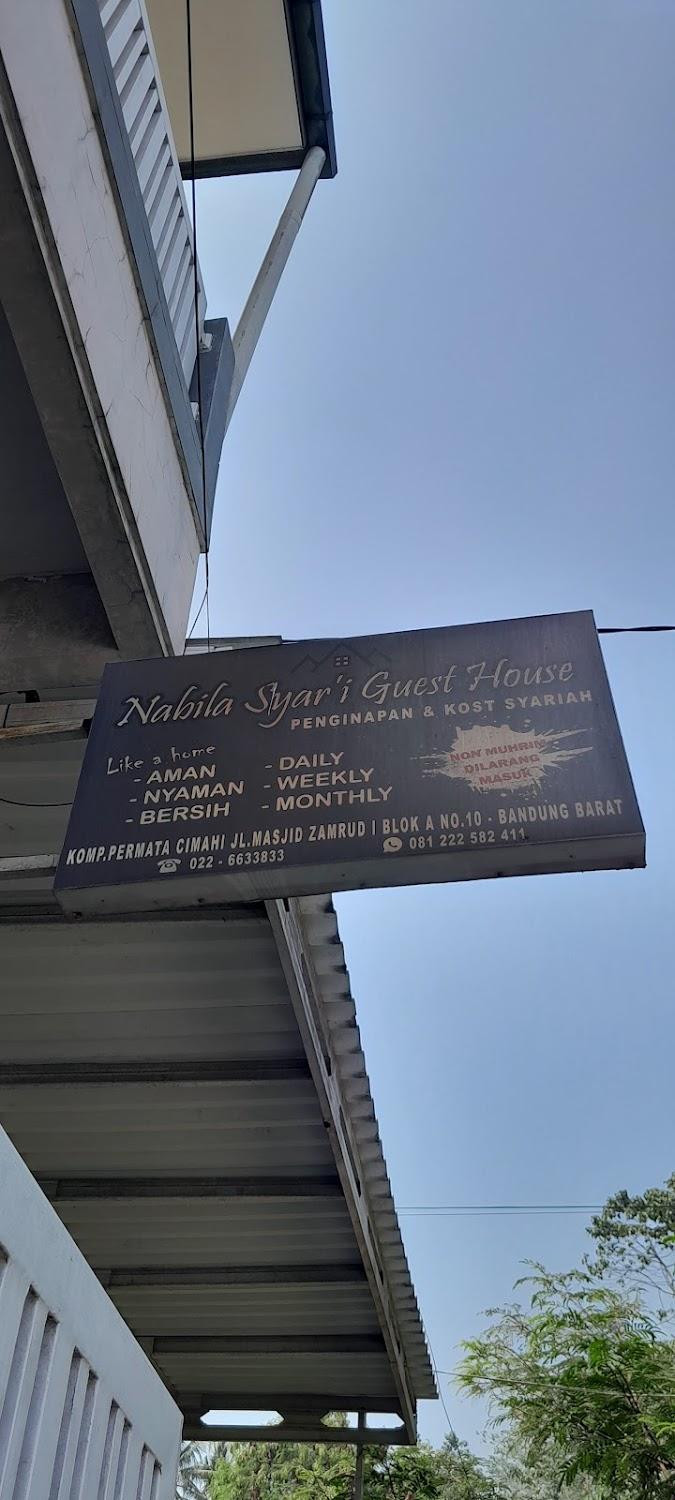 Nabila Syar'i Guest House
PENGINAPAN & KOST SYARIAH
Like a home
- AMAN
- NYAMAN
- BERSIH
- DAILY
- WEEKLY
- MONTHLY
NON MUHRIM
DILARANG
MASUK
KOMP.PERMATA CIMAHI JL.MASJID ZAMRUD I BLOK A NO.10 - BANDUNG BARAT
022 - 6633833
081 222 582 411